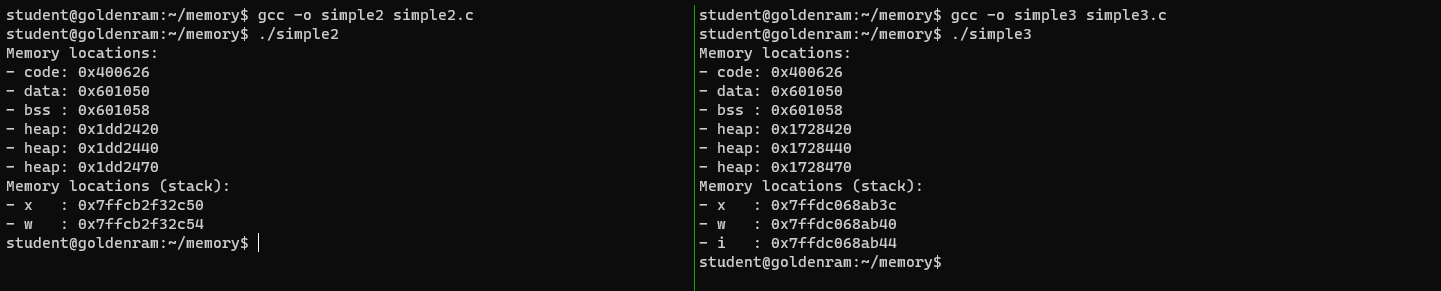 student@goldenram:~/memory$ gcc -o simple2 simple2.c
student@goldenram:~/memory$ ./simple2
Memory locations:
- code: 0x400626
- data: 0x601050
- bss : 0x601058
- heap: 0x1dd2420
- heap: 0x1dd2440
- heap: 0x1dd2470
Memory locations (stack):
- x   : 0x7ffcb2f32c50
- w   : 0x7ffcb2f32c54
student@goldenram:~/memory$
student@goldenram:~/memory$ gcc -o simple3 simple3.c
student@goldenram:~/memory$ ./simple3
Memory locations:
- code: 0x400626
- data: 0x601050
- bss : 0x601058
- heap: 0x1728420
- heap: 0x1728440
- heap: 0x1728470
Memory locations (stack):
- x   : 0x7ffdc068ab3c
- w   : 0x7ffdc068ab40
- i   : 0x7ffdc068ab44
student@goldenram:~/memory$